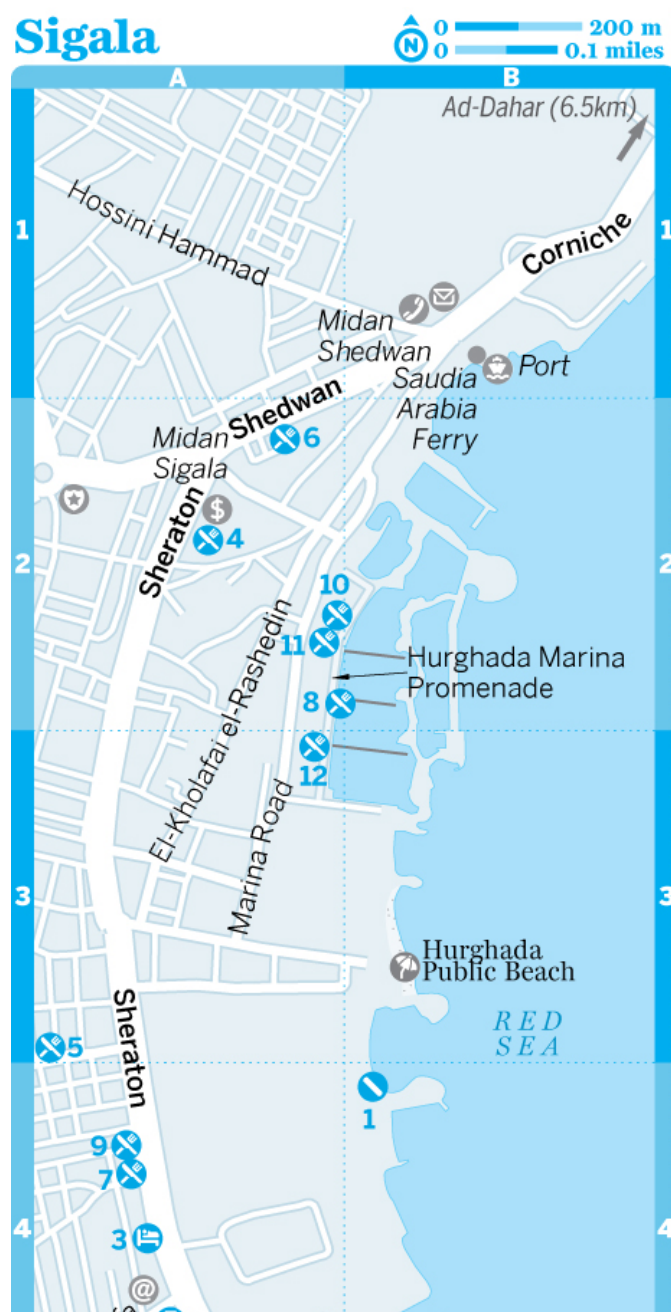 Sigala
N
0 200 m
0 0.1 miles
A
B
Ad-Dahar (6.5km)
1
1
Hossini Hammad
Corniche
Midan
Shedwan
Port
Saudia
Arabia
Ferry
Shedwan
6
Midan
Sigala
$
4
Sheraton
2
2
10
11
Hurghada Marina
Promenade
8
12
El-Kholafai el-Rashedin
Marina Road
3
3
Hurghada
Public Beach
RED
SEA
Sheraton
5
1
9
7
4
4
3
@